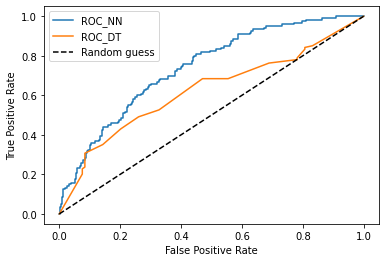 ROC_NN
ROC_DT
Random guess
True Positive Rate
1.0
0.8
0.6
0.4
0.2
0.0
0.0 0.2 0.4 0.6 0.8 1.0
False Positive Rate